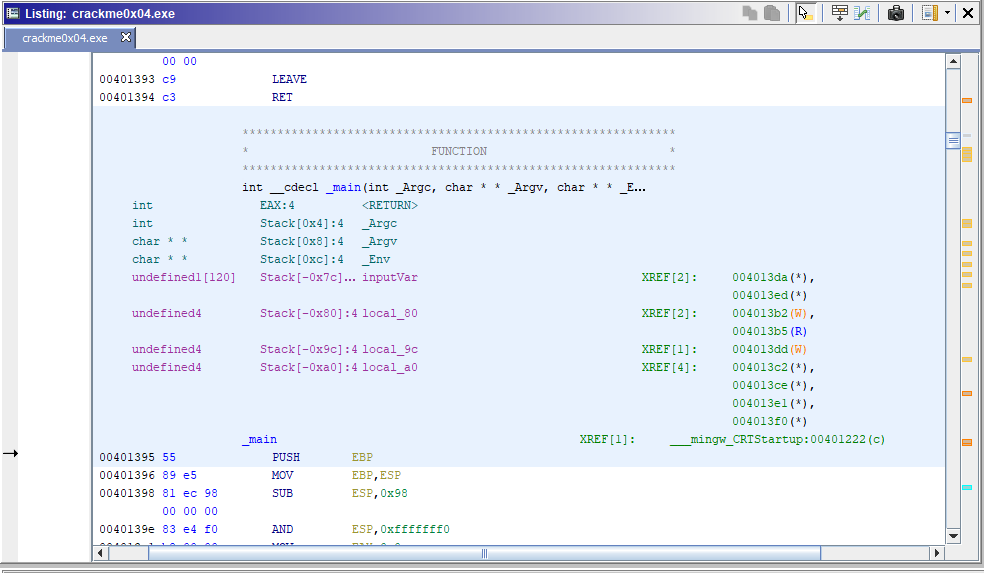 Listing: crackme0x04.exe
crackme0x04.exe
00 00
00401393 c9 LEAVE
00401394 c3 RET
**************************************************************
* FUNCTION *
**************************************************************
int __cdecl _main(int _Argc, char * * _Argv, char * * _E...
int EAX:4 <RETURN>
int Stack[0x4]:4 _Argc
char * * Stack[0x8]:4 _Argv
char * * Stack[0xc]:4 _Env
undefined1[120] Stack[-0x7c]... inputVar XREF[2]: 004013da(*),
004013ed(*)
undefined4 Stack[-0x80]:4 local_80 XREF[2]: 004013b2(W),
004013b5(R)
undefined4 Stack[-0x9c]:4 local_9c XREF[1]: 004013dd(W)
undefined4 Stack[-0xa0]:4 local_a0 XREF[4]: 004013c2(*),
004013ce(*),
004013e1(*),
004013f0(*)
_main XREF[1]: ___mingw_CRTStartup:00401222(c)
00401395 55 PUSH EBP
00401396 89 e5 MOV EBP,ESP
00401398 81 ec 98 SUB ESP,0x98
00 00 00
0040139e 83 e4 f0 AND ESP,0xfffffff0